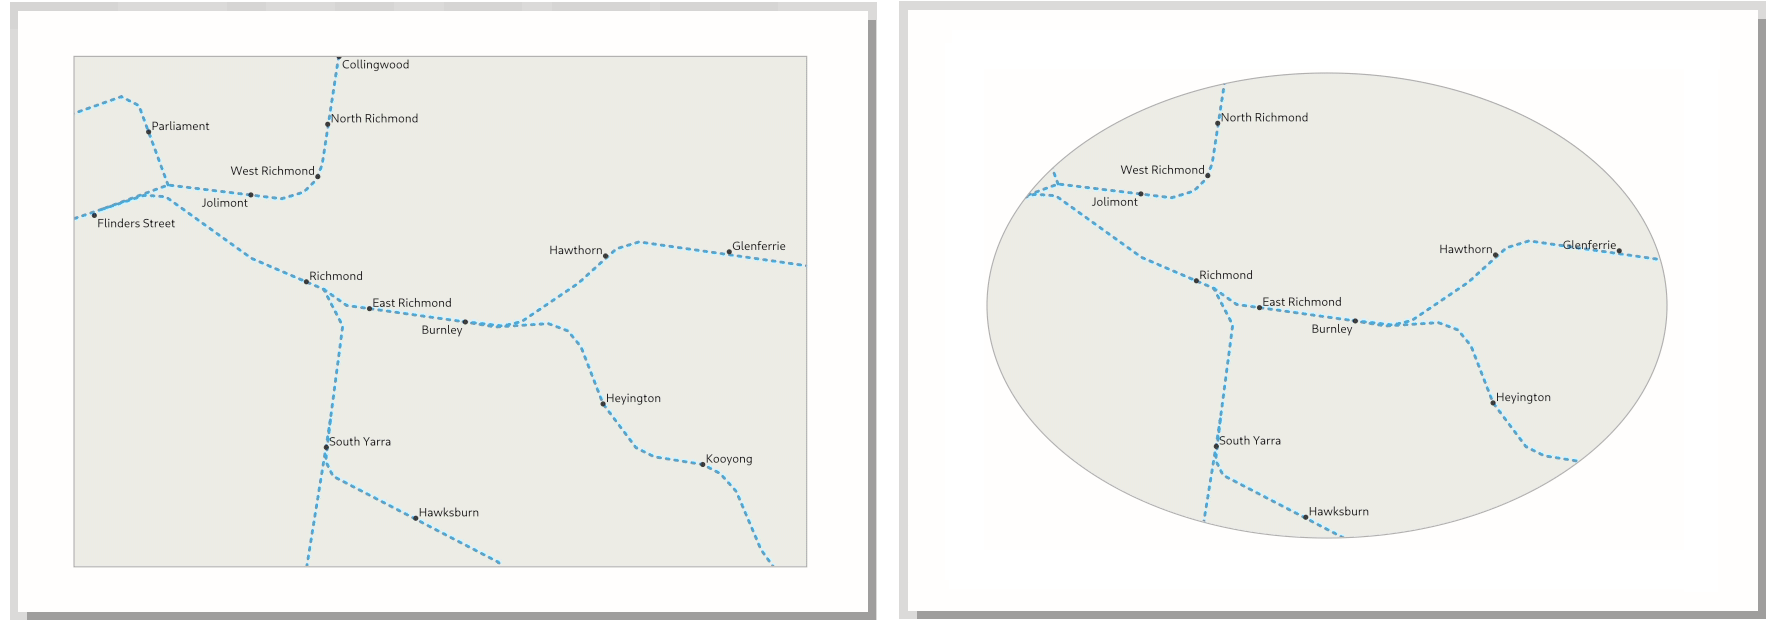 Collingwood
North Richmond
Parliament
West Richmond
Jolimont
Flinders Street
Hawthorn
Glenferrie
Richmond
East Richmond
Burnley
Heyington
South Yarra
Kooyong
Hawksburn
North Richmond
West Richmond
Jolimont
Hawthorn
Glenferrie
Richmond
East Richmond
Burnley
Heyington
South Yarra
Hawksburn